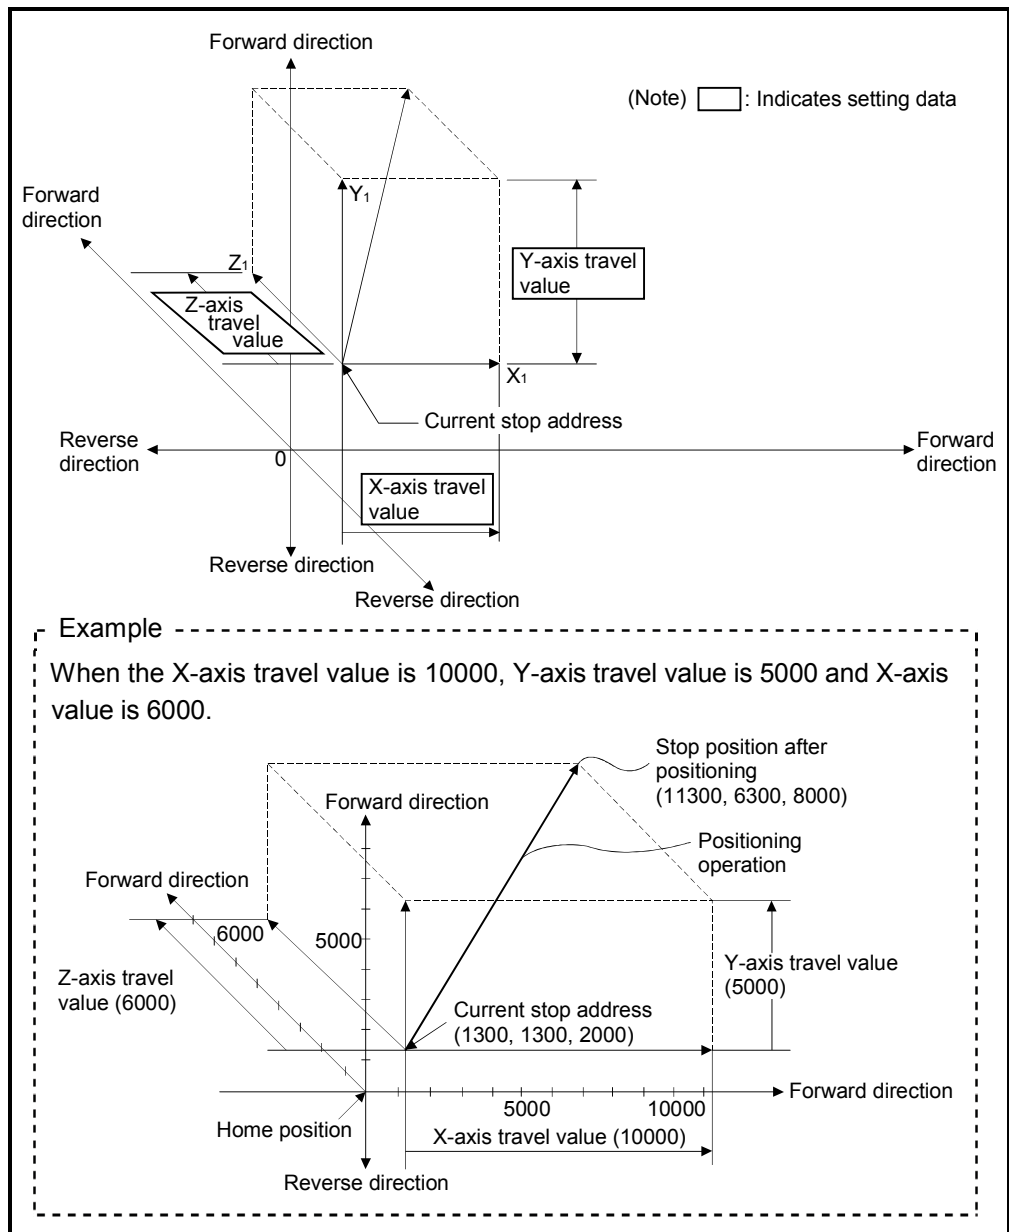 Forward direction
(Note) : Indicates setting data
Forward
direction
Y1
Z1
Y-axis travel
value
Z-axis
travel
value
X1
Current stop address
Reverse
direction
0
Forward
direction
X-axis travel
value
Reverse direction
Reverse direction
Example
When the X-axis travel value is 10000, Y-axis travel value is 5000 and X-axis
value is 6000.
Stop position after
positioning
(11300, 6300, 8000)
Forward direction
Positioning
operation
Forward direction
6000
5000
Z-axis travel
value (6000)
Y-axis travel value
(5000)
Current stop address
(1300, 1300, 2000)
Forward direction
5000
10000
Home position
X-axis travel value (10000)
Reverse direction